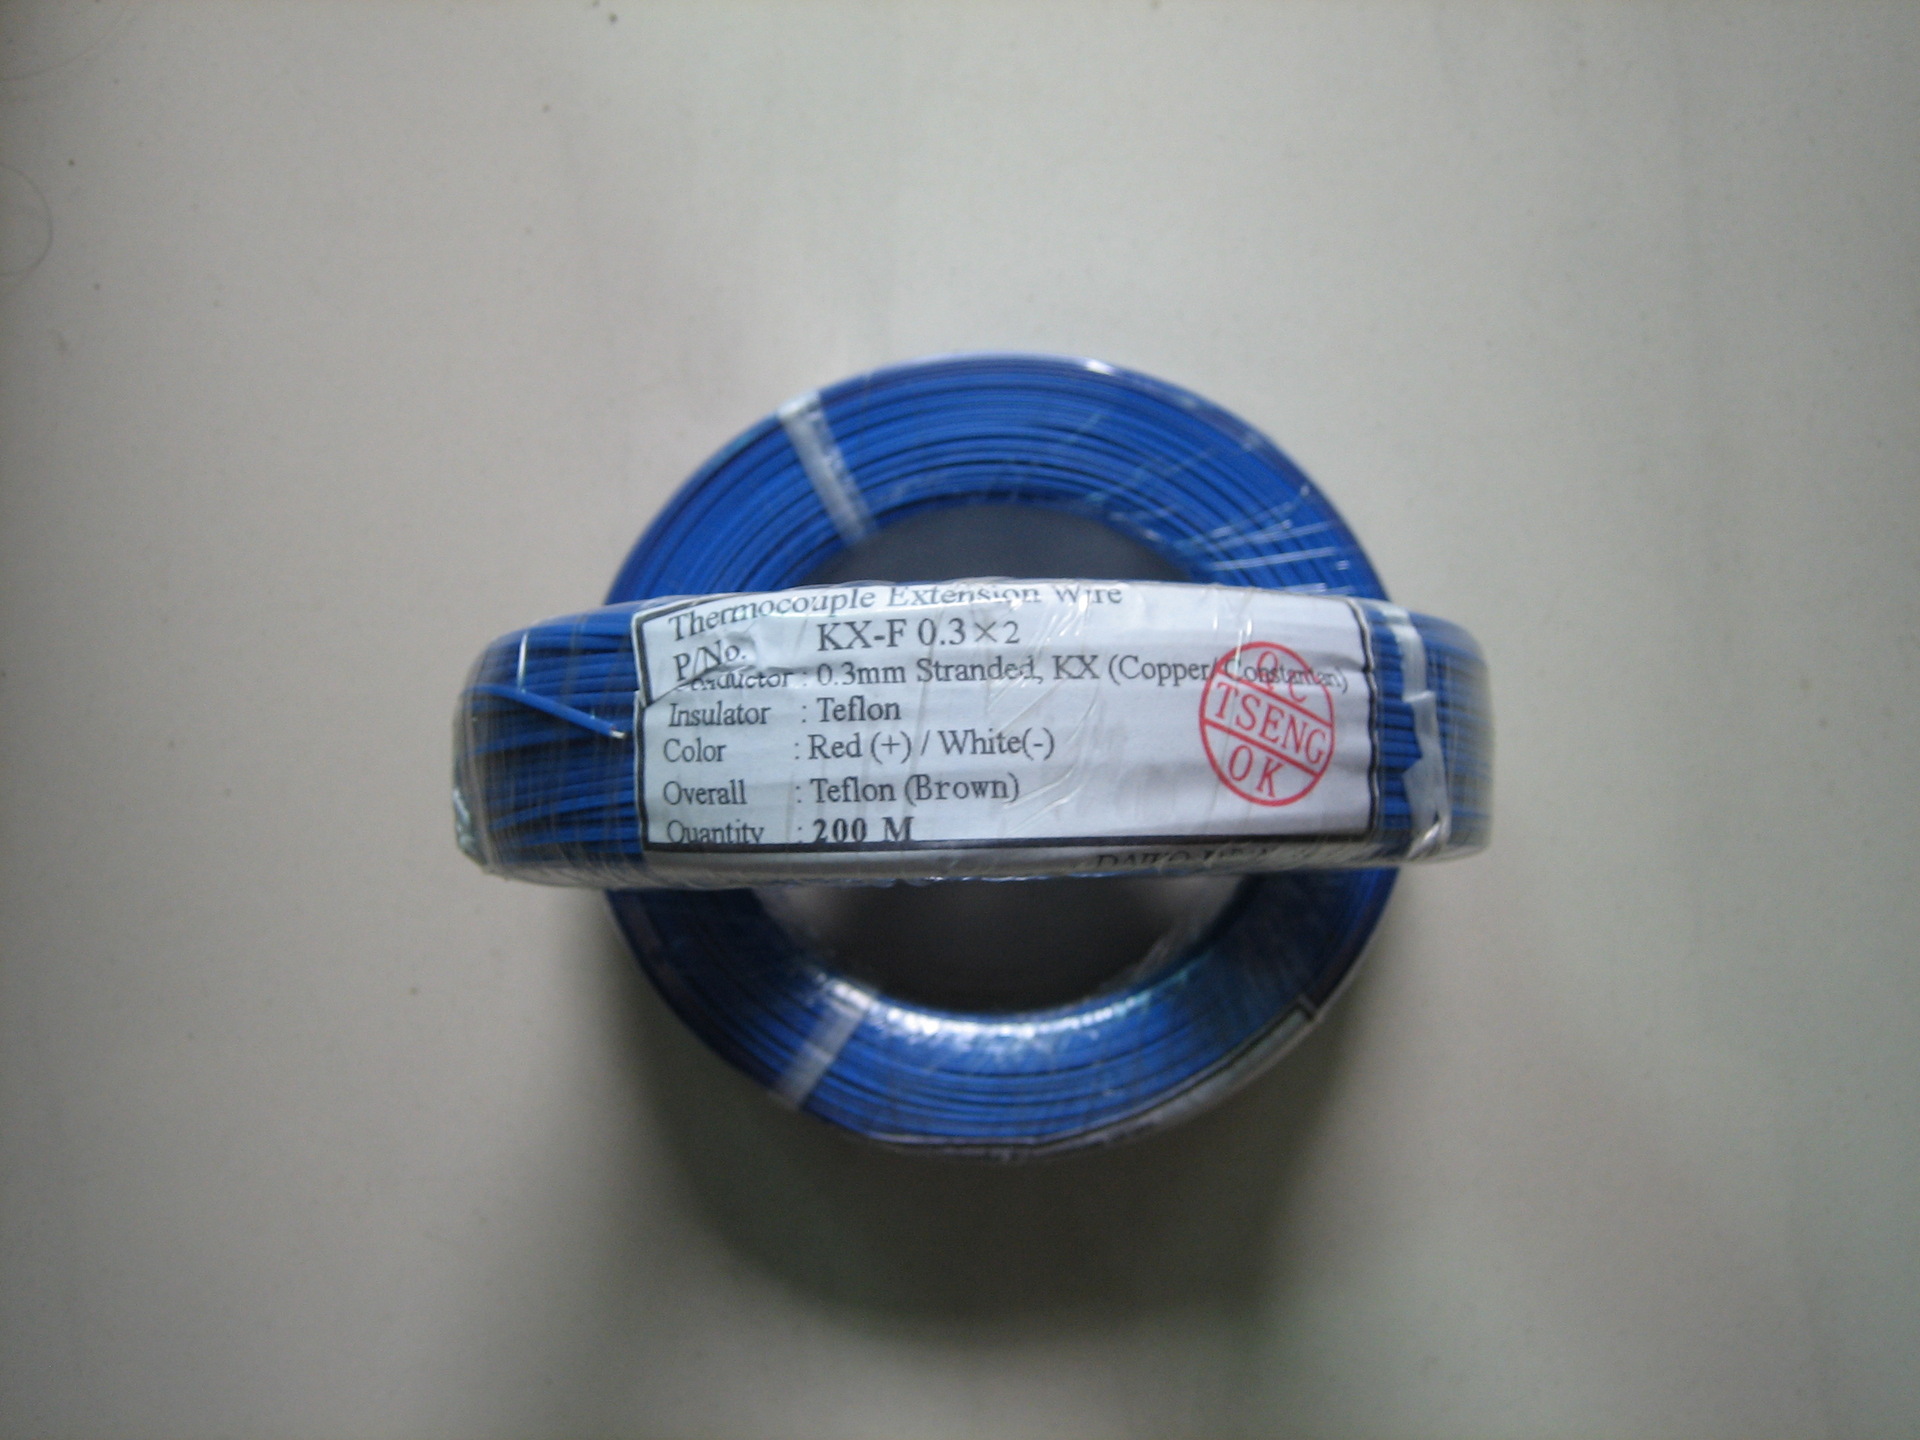 Thermocouple Extension Wire
P/No. KX-F 0.3×2
Conductor : 0.3mm Stranded, KX (Copper/Constantan)
Insulator : Teflon
Color : Red (+) / White(-)
Overall : Teflon (Brown)
Quantity : 200 M
QC
TSENG
OK